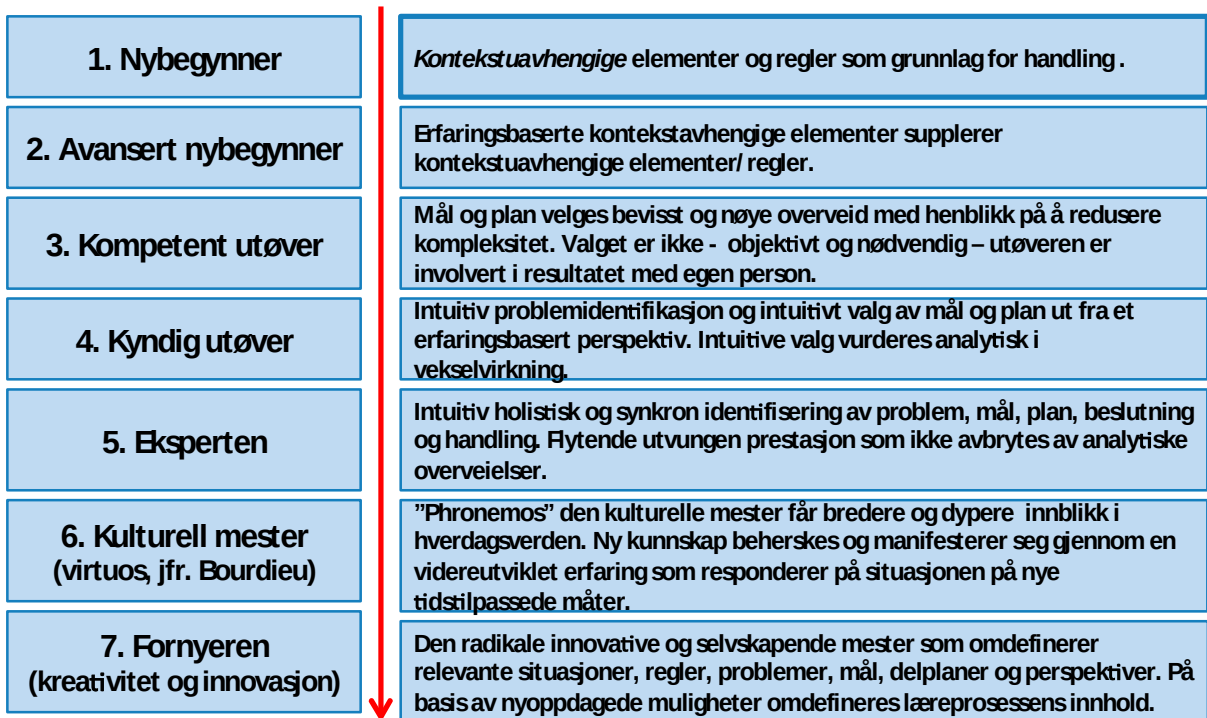 1. Nybegynner
Kontekstuavhengige elementer og regler som grunnlag for handling .
2. Avansert nybegynner
Erfaringsbaserte kontekstavhengige elementer supplerer
kontekstuavhengige elementer/ regler.
3. Kompetent utøver
Mål og plan velges bevisst og nøye overveid med henblikk på å redusere
kompleksitet. Valget er ikke - objektivt og nødvendig – utøveren er
involvert i resultatet med egen person.
4. Kyndig utøver
Intuitiv problemidentifikasjon og intuitivt valg av mål og plan ut fra et
erfaringsbasert perspektiv. Intuitive valg vurderes analytisk i
vekselvirkning.
5. Eksperten
Intuitiv holistisk og synkron identifisering av problem, mål, plan, beslutning
og handling. Flytende utvungen prestasjon som ikke avbrytes av analytiske
overveielser.
6. Kulturell mester
(virtuos, jfr. Bourdieu)
”Phronemos” den kulturelle mester får bredere og dypere innblikk i
hverdagsverden. Ny kunnskap beherskes og manifesterer seg gjennom en
videreutviklet erfaring som responderer på situasjonen på nye
tidstilpassede måter.
7. Fornyeren
(kreativitet og innovasjon)
Den radikale innovative og selvskapende mester som omdefinerer
relevante situasjoner, regler, problemer, mål, delplaner og perspektiver. På
basis av nyoppdagede muligheter omdefineres læreprosessens innhold.